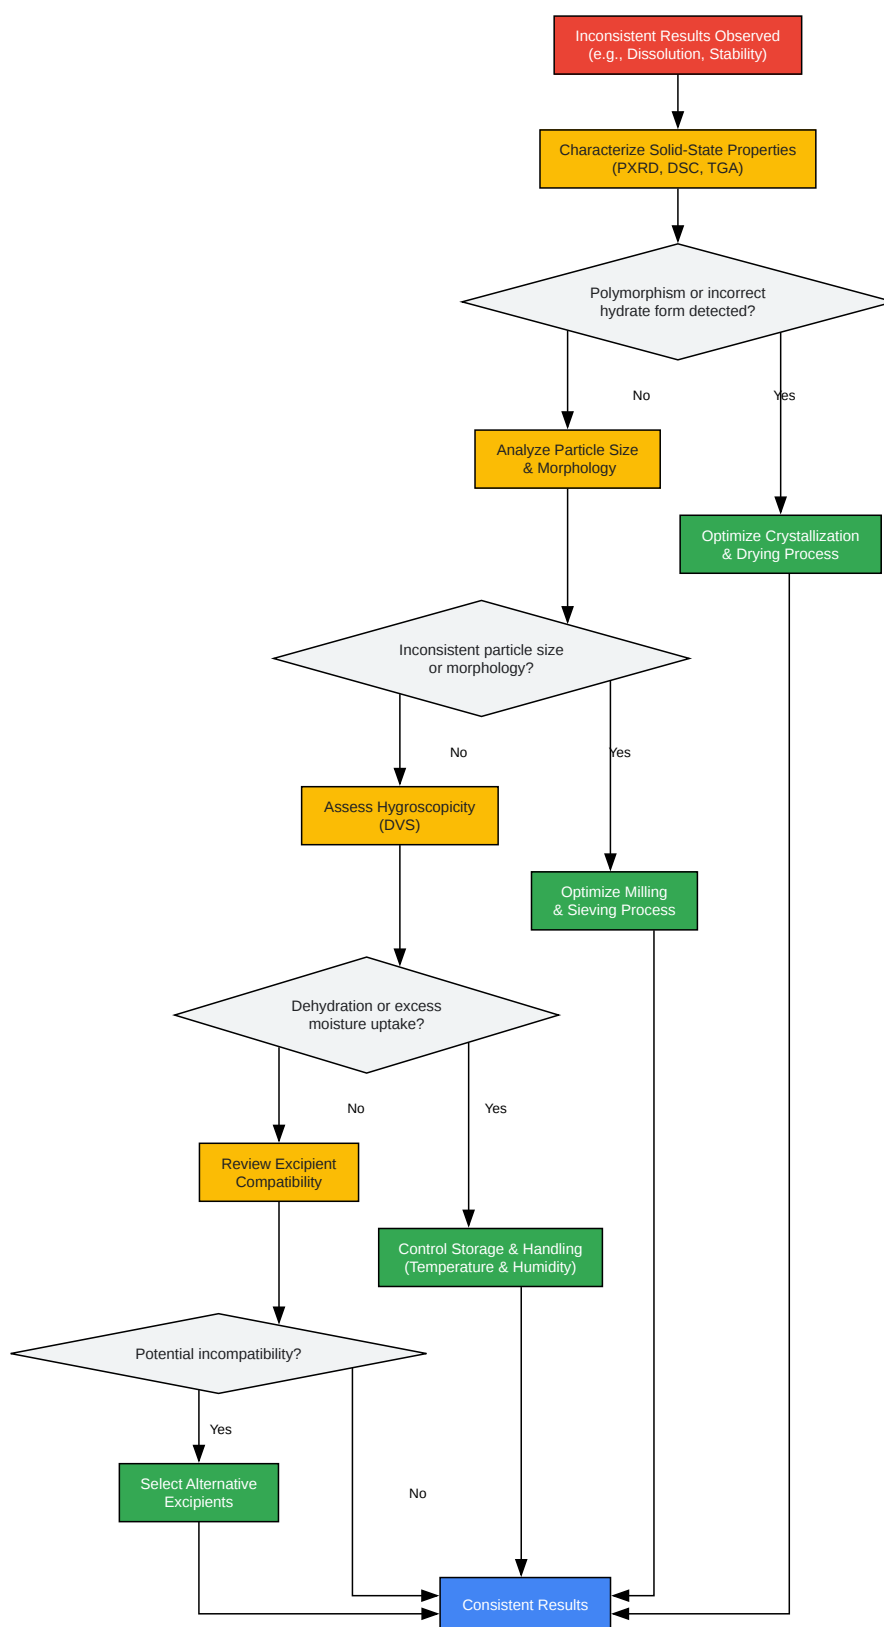 Inconsistent Results Observed
(e.g., Dissolution, Stability)
Characterize Solid-State Properties
(PXRD, DSC, TGA)
Polymorphism or incorrect
hydrate form detected?
No
Yes
Analyze Particle Size
& Morphology
Optimize Crystallization
& Drying Process
Inconsistent particle size
or morphology?
No
Yes
Assess Hygroscopicity
(DVS)
Optimize Milling
& Sieving Process
Dehydration or excess
moisture uptake?
No
Yes
Review Excipient
Compatibility
Control Storage & Handling
(Temperature & Humidity)
Potential incompatibility?
Yes
Select Alternative
Excipients
No
Consistent Results